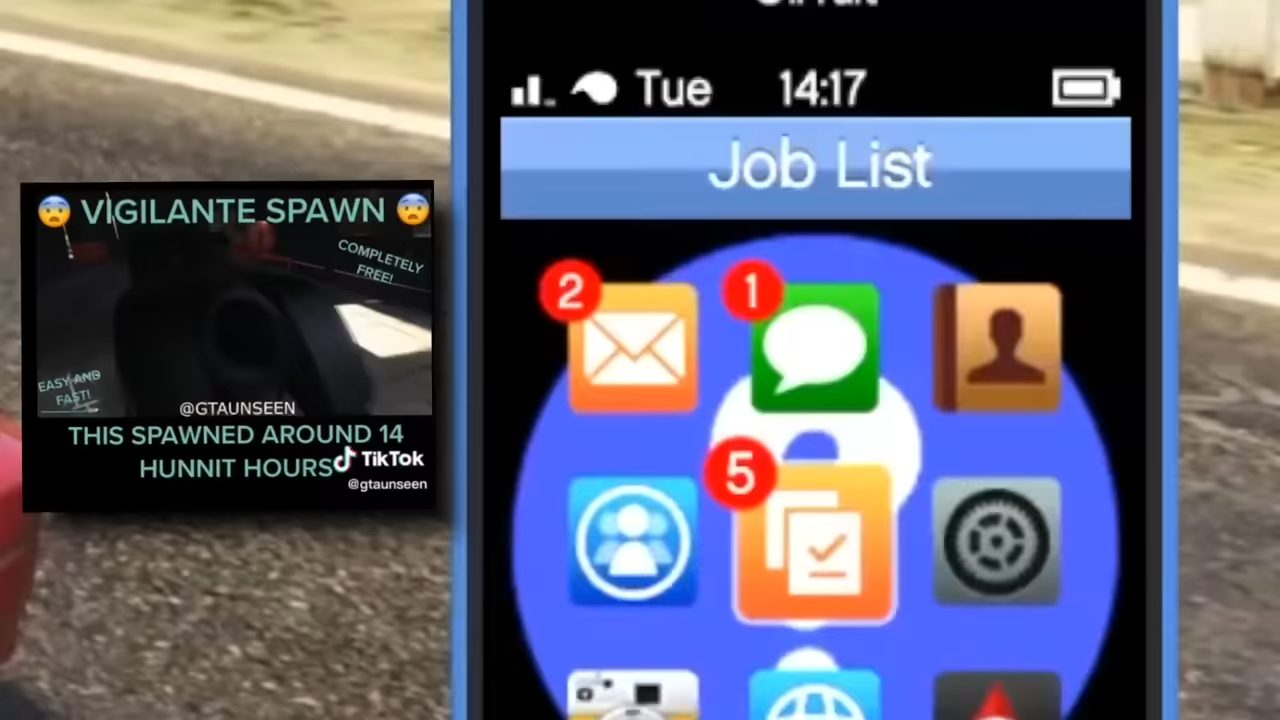 Tue 14:17
Job List
2
1
5
VIGILANTE SPAWN
COMPLETELY
FREE!
EASY AND
FAST!
@GTAUNSEEN
THIS SPAWNED AROUND 14
HUNNIT HOURS
TikTok
@gtaunseen